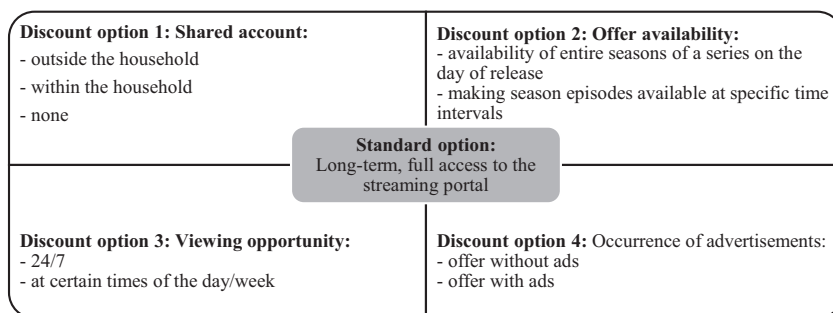 Discount option 1: Shared account:
- outside the household
- within the household
- none
Discount option 2: Offer availability:
- availability of entire seasons of a series on the
day of release
- making season episodes available at specific time
intervals
Standard option:
Long-term, full access to the
streaming portal
Discount option 3: Viewing opportunity:
- 24/7
- at certain times of the day/week
Discount option 4: Occurrence of advertisements:
- offer without ads
- offer with ads